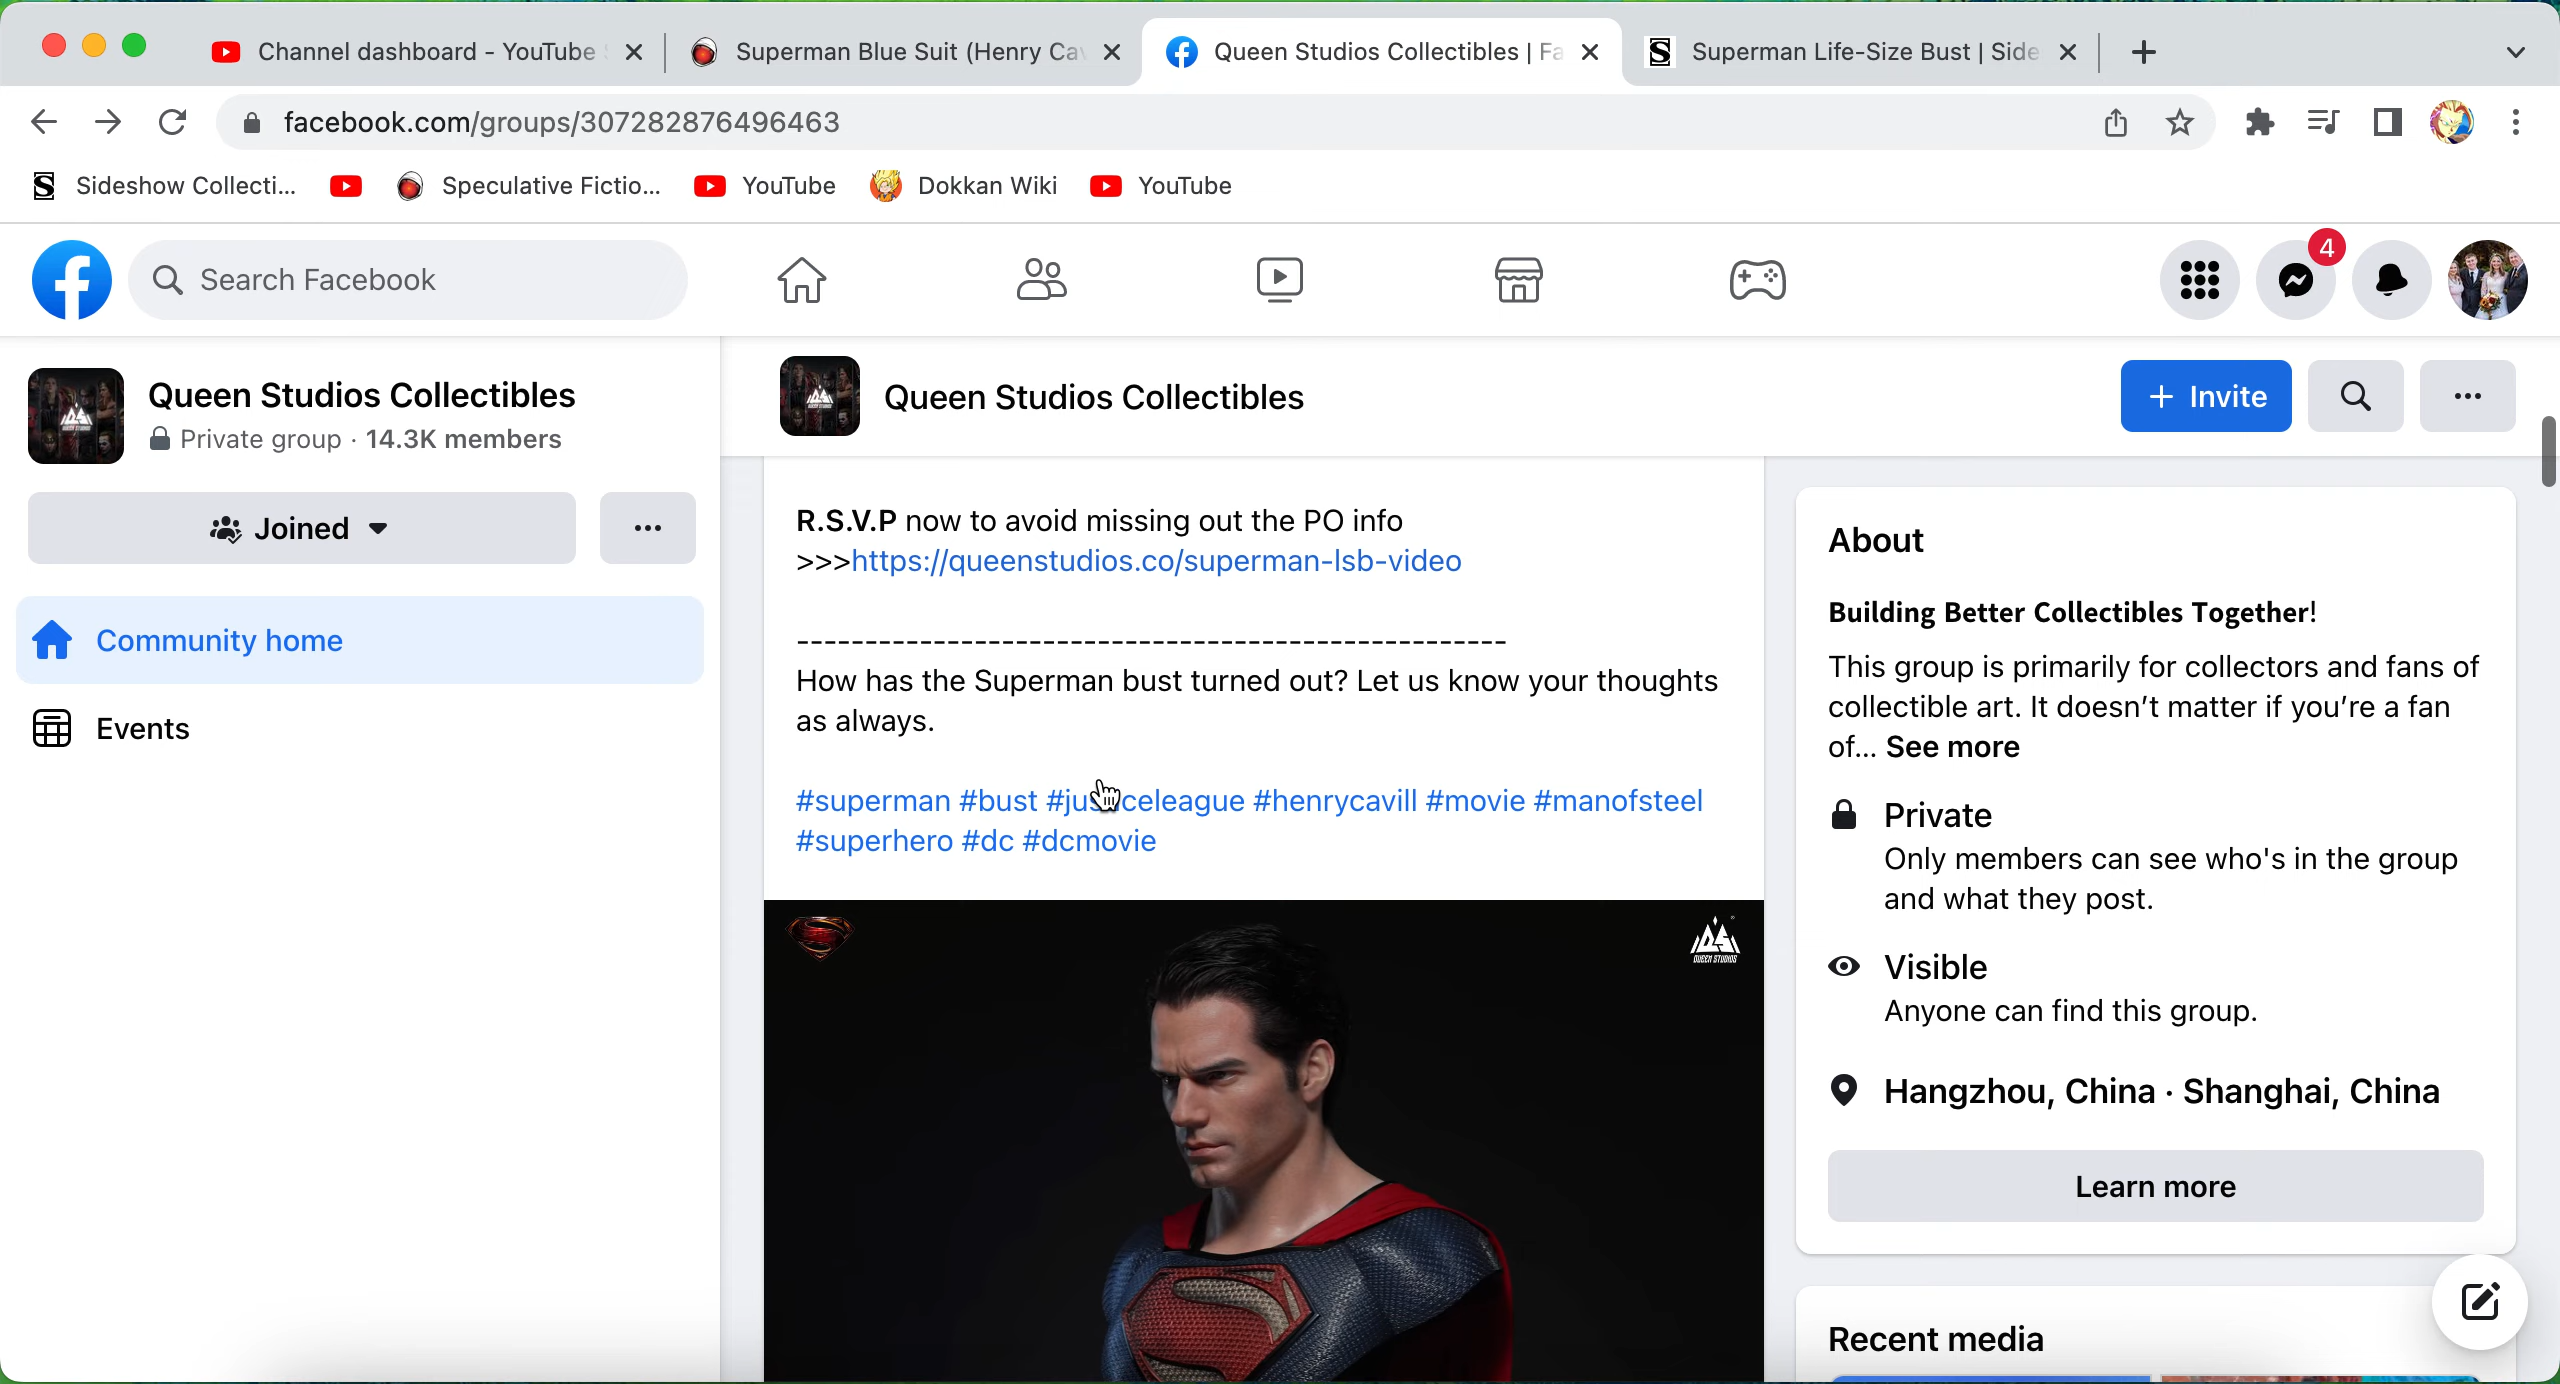 Channel dashboard - YouTube S
Superman Blue Suit (Henry Cav
Queen Studios Collectibles | Fa
Superman Life-Size Bust | Side
facebook.com/groups/307282876496463
Sideshow Collecti...
Speculative Fictio...
YouTube
Dokkan Wiki
YouTube
Search Facebook
4
Queen Studios Collectibles
Private group · 14.3K members
Joined
Community home
Events
Queen Studios Collectibles
+ Invite
R.S.V.P now to avoid missing out the PO info
>>>https://queenstudios.co/superman-lsb-video
----------------------------------------------------
How has the Superman bust turned out? Let us know your thoughts
as always.
#superman #bust #justiceleague #henrycavill #movie #manofsteel
#superhero #dc #dcmovie
QUEEN STUDIOS
About
Building Better Collectibles Together!
This group is primarily for collectors and fans of
collectible art. It doesn't matter if you're a fan
of... See more
Private
Only members can see who's in the group
and what they post.
Visible
Anyone can find this group.
Hangzhou, China · Shanghai, China
Learn more
Recent media